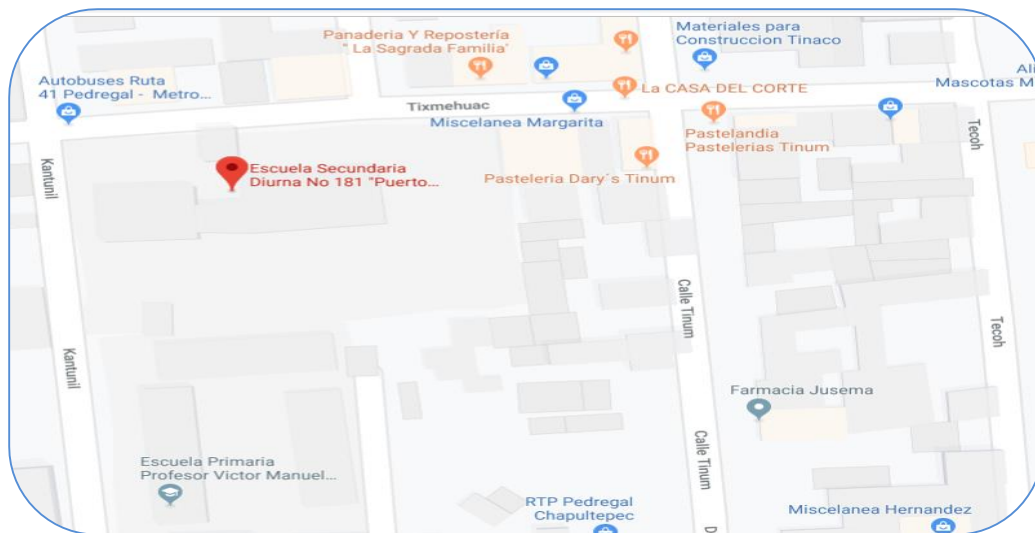 Panaderia Y Repostería
" La Sagrada Familia'
Materiales para
Construccion Tinaco
Autobuses Ruta
41 Pedregal - Metro...
Ali
Mascotas M
La CASA DEL CORTE
Tixmehuac
Miscelanea Margarita
Pastelandia
Pastelerias Tinum
Tecoh
Kantunil
Escuela Secundaria
Diurna No 181 "Puerto...
Pasteleria Dary´s Tinum
Calle Tinum
Tecoh
Kantunil
Farmacia Jusema
Calle Tinum
Escuela Primaria
Profesor Victor Manuel...
RTP Pedregal
Chapultepec
Miscelanea Hernandez
D